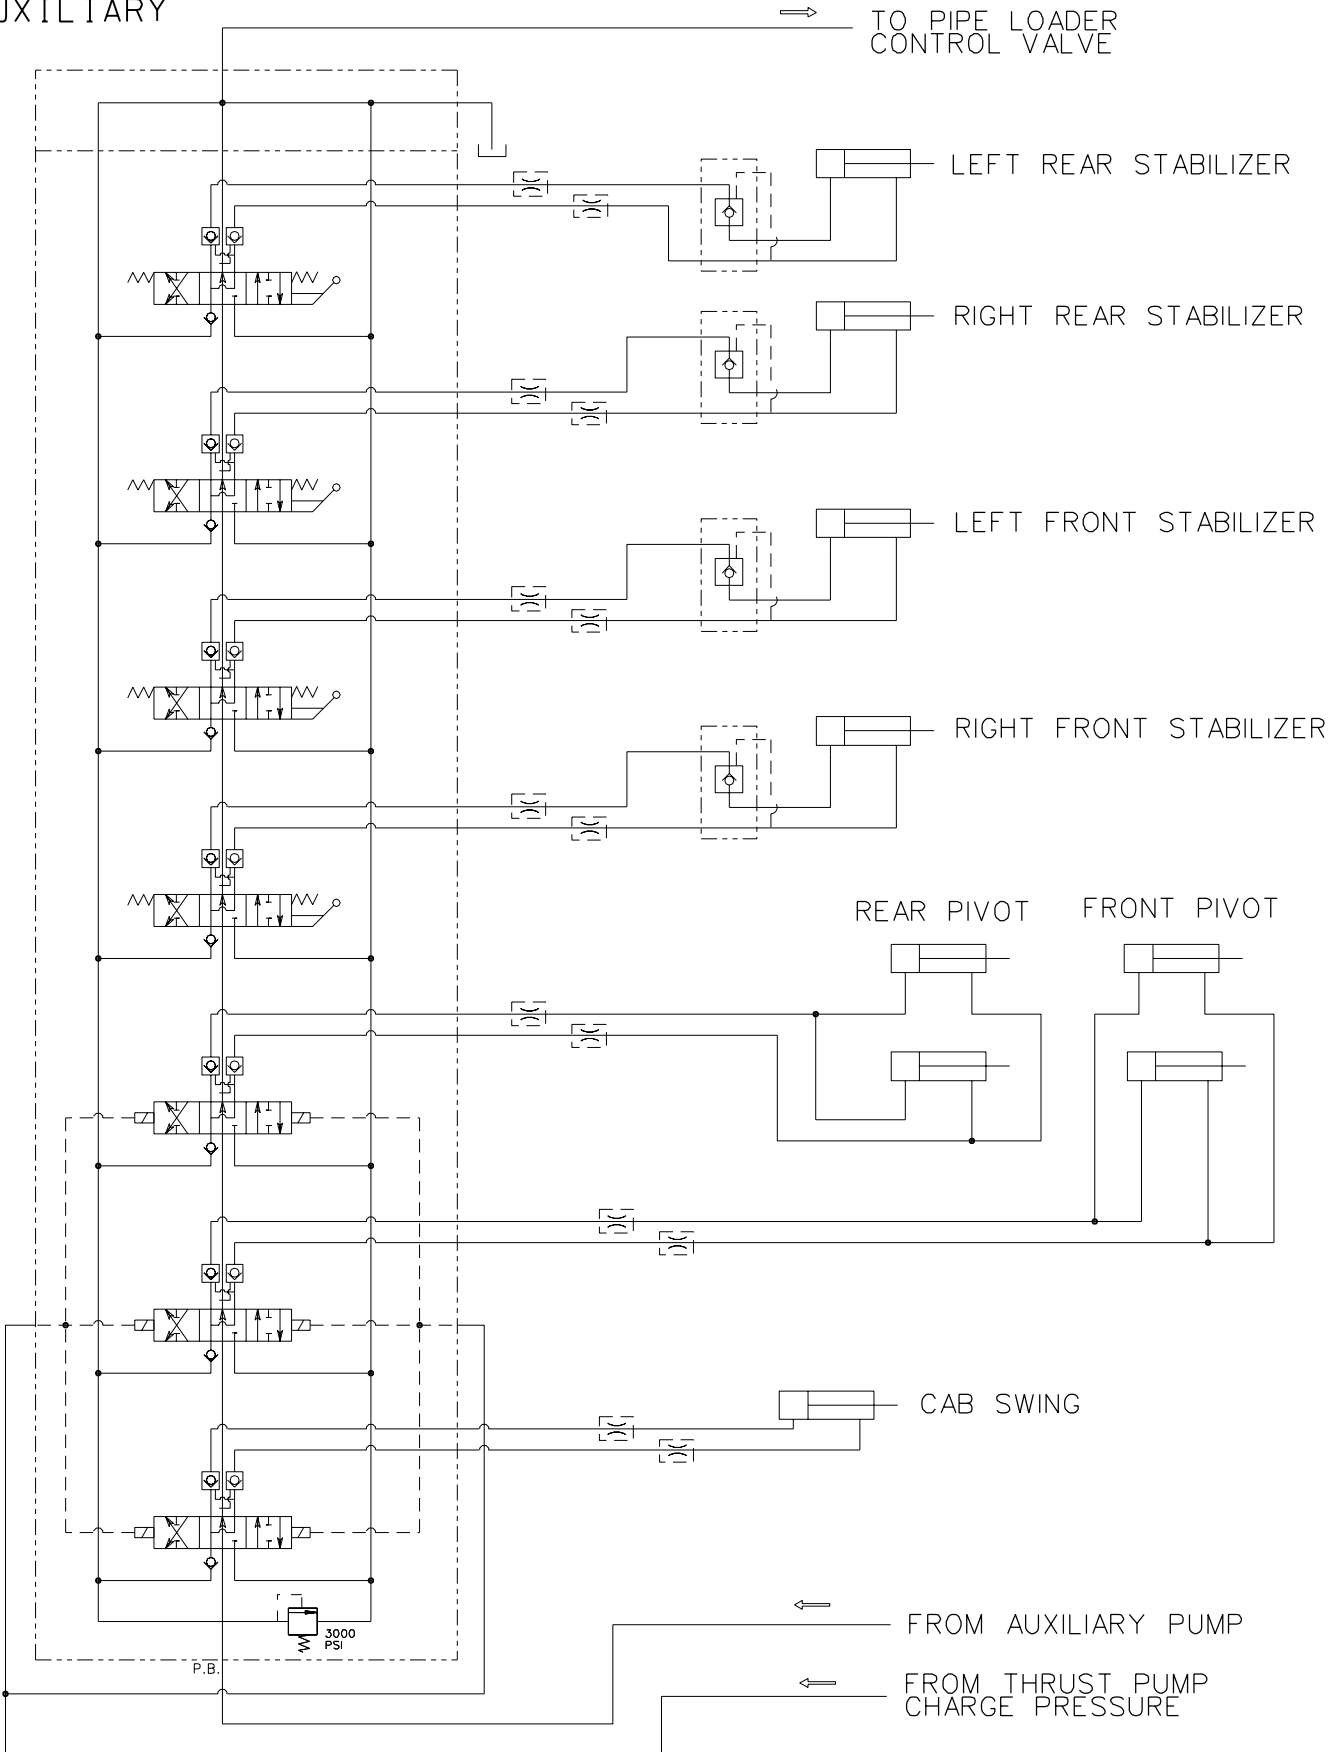 UXILIARY
TO PIPE LOADER
CONTROL VALVE
LEFT REAR STABILIZER
RIGHT REAR STABILIZER
LEFT FRONT STABILIZER
RIGHT FRONT STABILIZER
REAR PIVOT
FRONT PIVOT
CAB SWING
FROM AUXILIARY PUMP
3000
PSI
P.B.
FROM THRUST PUMP
CHARGE PRESSURE